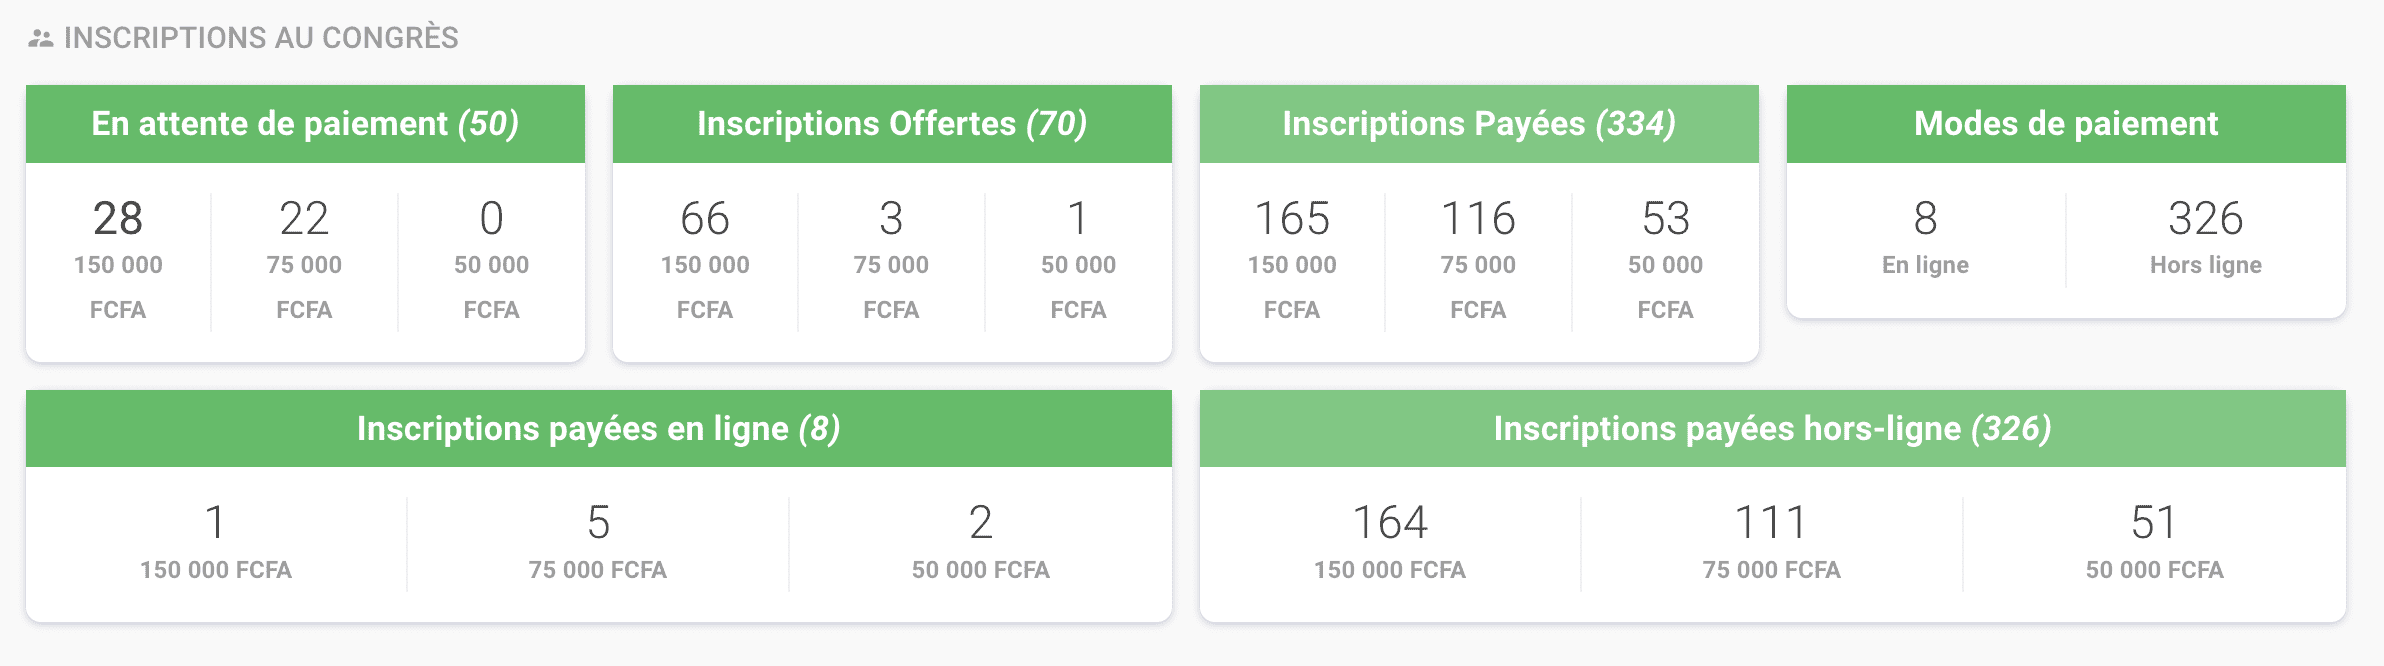 INSCRIPTIONS AU CONGRÈS
En attente de paiement (50)
28
150 000
FCFA
22
75 000
FCFA
0
50 000
FCFA
Inscriptions Offertes (70)
66
150 000
FCFA
3
75 000
FCFA
1
50 000
FCFA
Inscriptions Payées (334)
165
150 000
FCFA
116
75 000
FCFA
53
50 000
FCFA
Modes de paiement
8
En ligne
326
Hors ligne
Inscriptions payées en ligne (8)
1
150 000 FCFA
5
75 000 FCFA
2
50 000 FCFA
Inscriptions payées hors-ligne (326)
164
150 000 FCFA
111
75 000 FCFA
51
50 000 FCFA